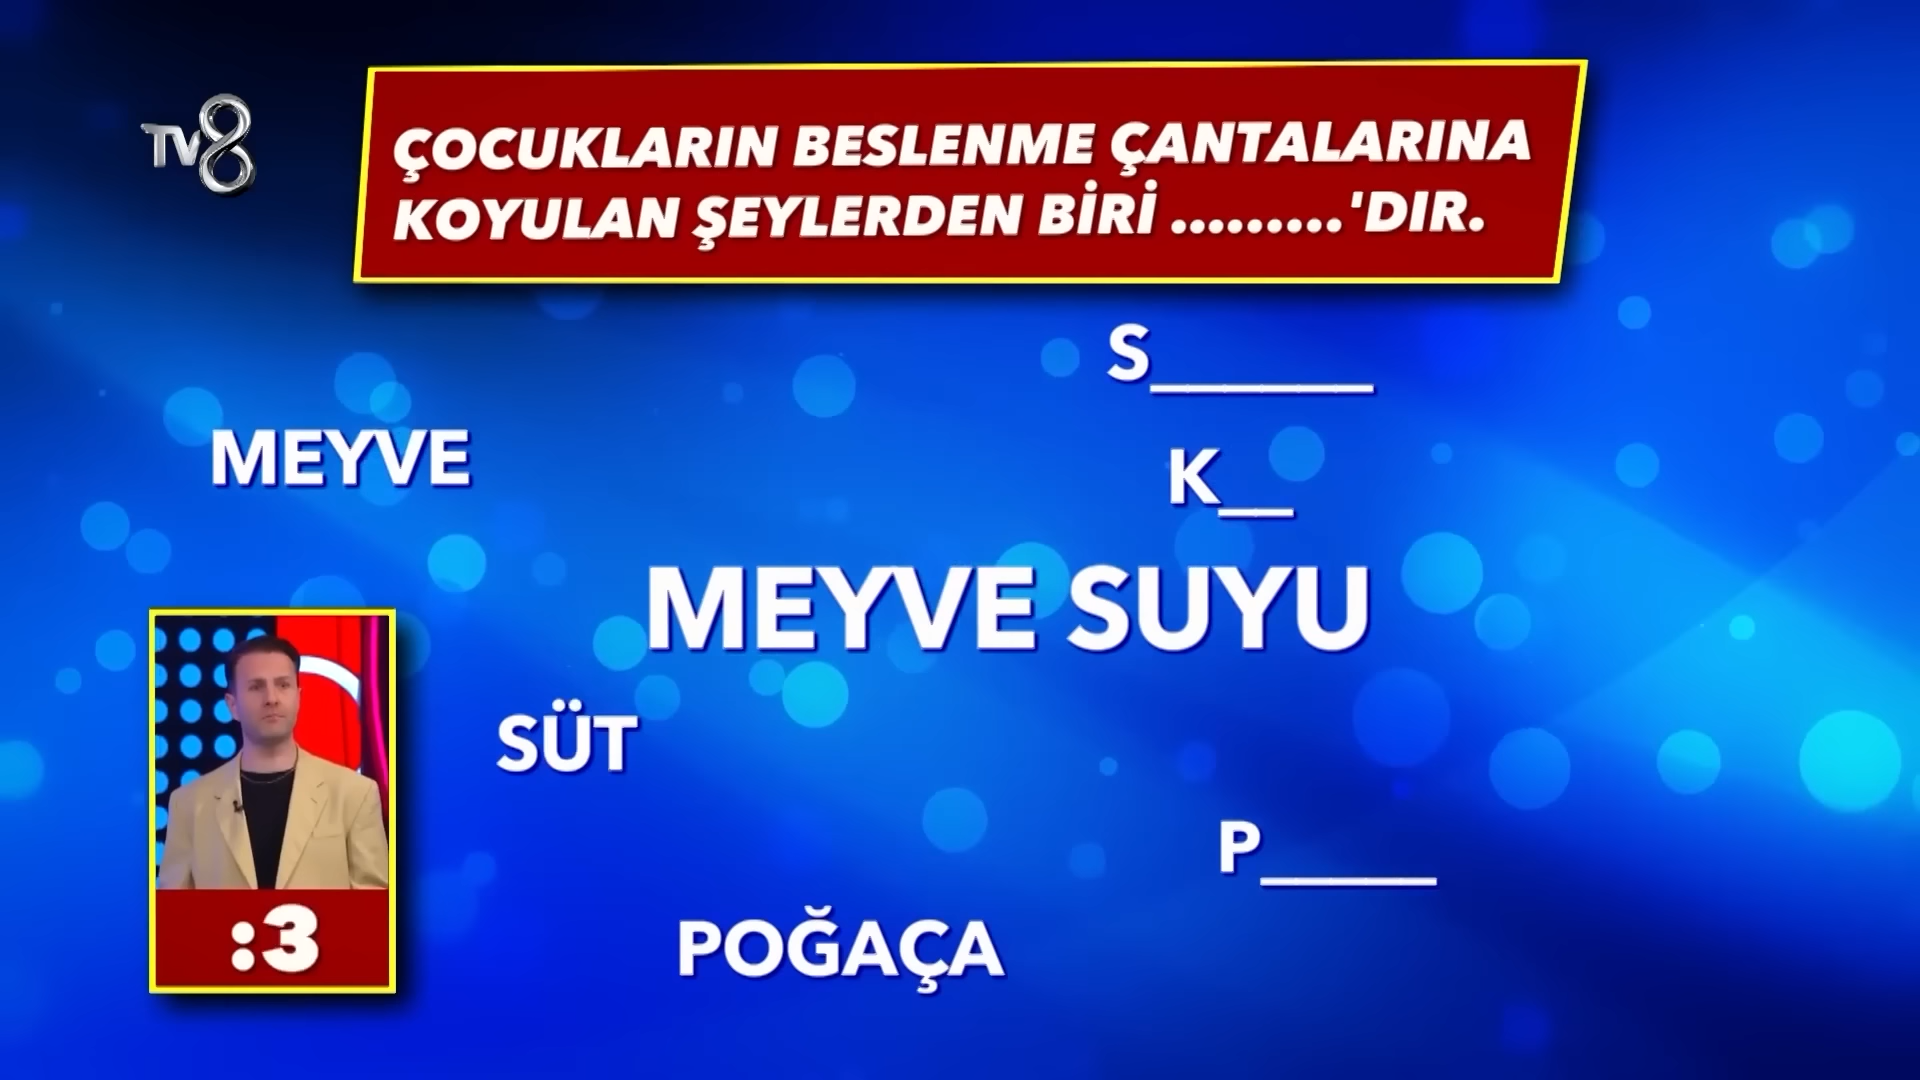 TV8
ÇOCUKLARIN BESLENME ÇANTALARINA
KOYULAN ŞEYLERDEN BİRİ .........'DIR.
S______
MEYVE
K__
MEYVE SUYU
SÜT
P_____
POĞAÇA
:3